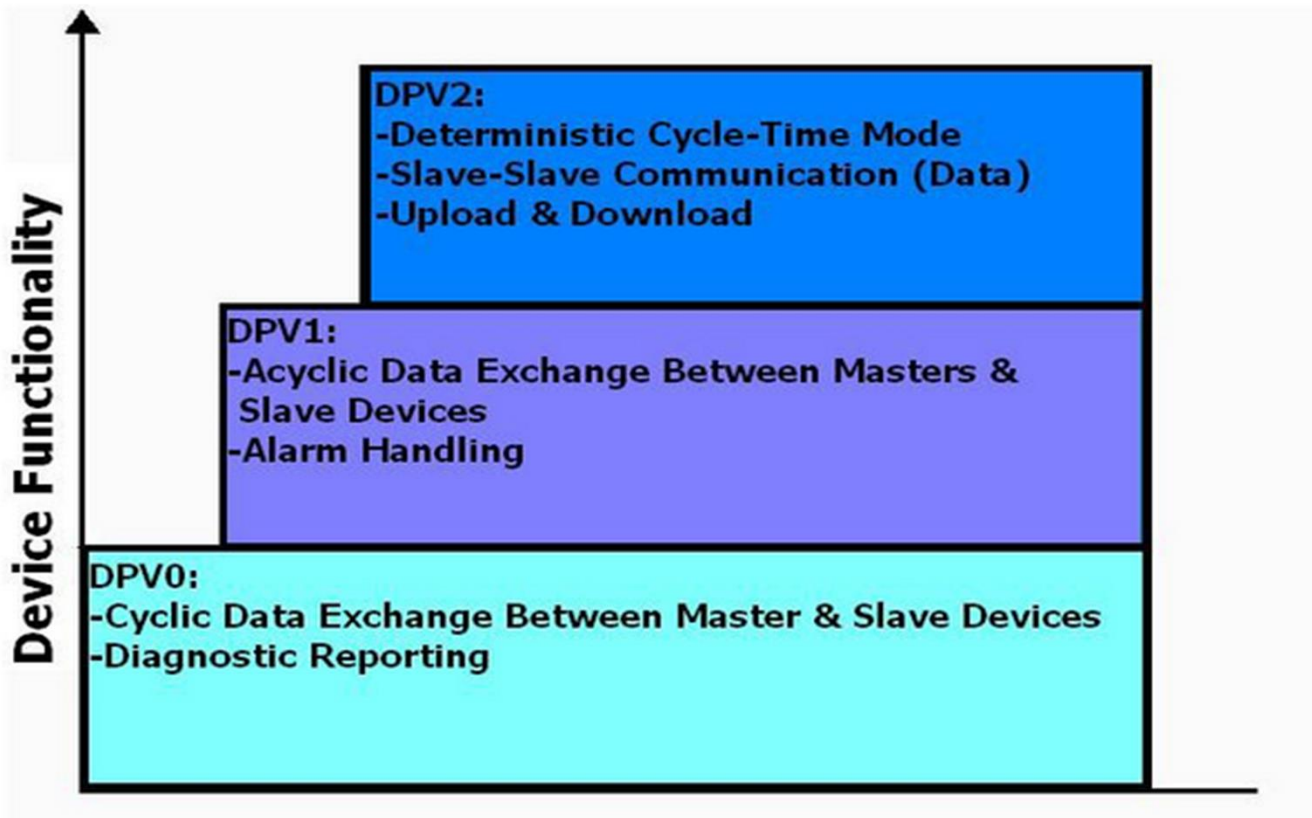 Device Functionality
DPV2:
-Deterministic Cycle-Time Mode
-Slave-Slave Communication (Data)
-Upload & Download
DPV1:
-Acyclic Data Exchange Between Masters &
Slave Devices
-Alarm Handling
DPV0:
-Cyclic Data Exchange Between Master & Slave Devices
-Diagnostic Reporting